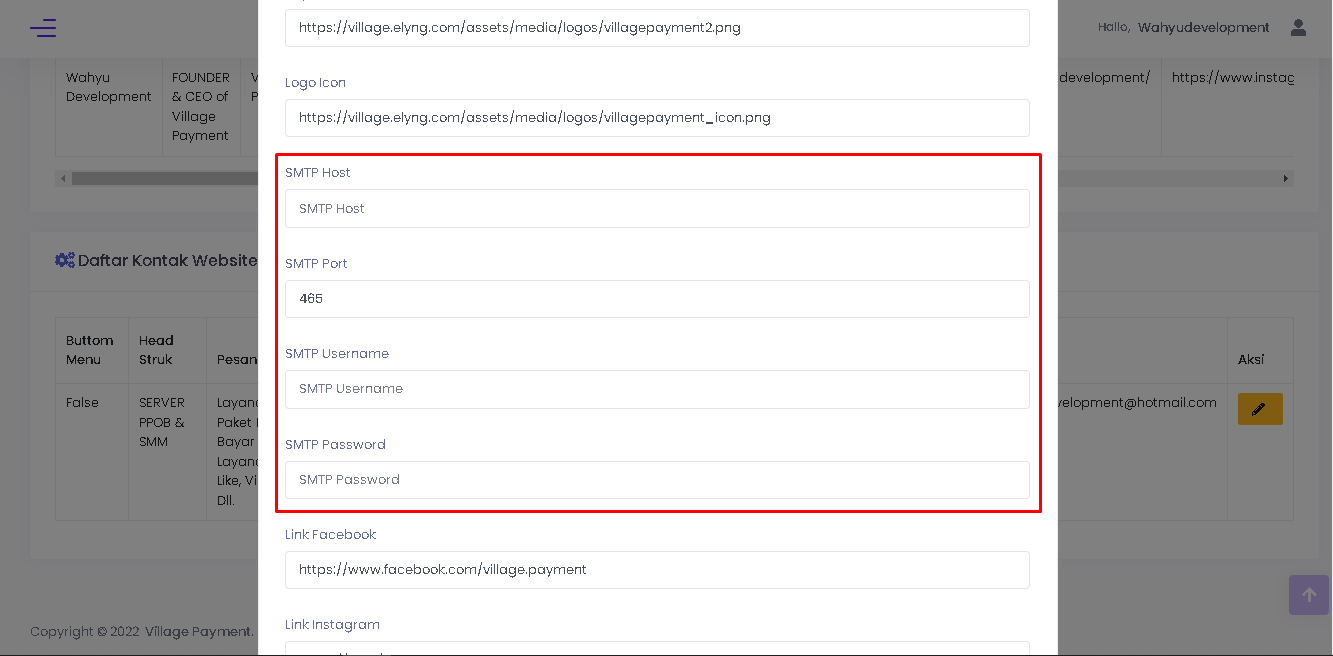 Hallo, Wahyudevelopment
https://village.elyng.com/assets/media/logos/villagepayment2.png
Logo Icon
https://village.elyng.com/assets/media/logos/villagepayment_icon.png
SMTP Host
SMTP Host
SMTP Port
465
SMTP Username
SMTP Username
SMTP Password
SMTP Password
Link Facebook
https://www.facebook.com/village.payment
Link Instagram
Wahyu
Development
FOUNDER
& CEO of
Village
Payment
development/
https://www.instag
Daftar Kontak Website
Buttom
Menu
Head
Struk
Pesan
Aksi
False
SERVER
PPOB &
SMM
Layan
Paket
Bayar
Layan
Like, Vi
Dll.
velopment@hotmail.com
Copyright © 2022 Village Payment.